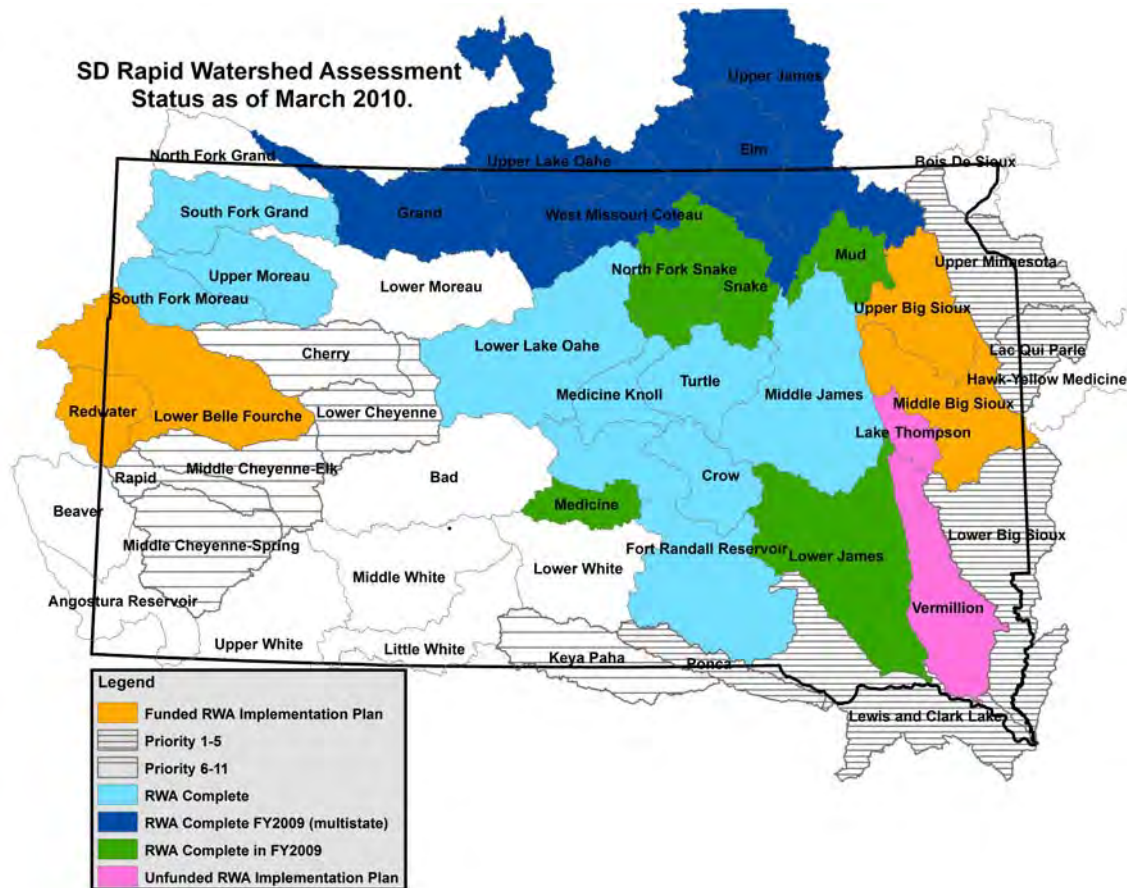 SD Rapid Watershed Assessment
Status as of March 2010.
Upper James
North Fork Grand
Upper Lake Oahe
Elm
Bois De Sioux
South Fork Grand
Grand
West Missouri Coteau
Mud
Upper Minnesota
Upper Moreau
Lower Moreau
North Fork Snake
Snake
South Fork Moreau
Upper Big Sioux
Cherry
Lower Lake Oahe
Lac Qui Parle
Turtle
Hawk-Yellow Medicine
Medicine Knoll
Middle James
Redwater
Lower Belle Fourche
Lower Cheyenne
Middle Big Sioux
Lake Thompson
Middle Cheyenne-Elk
Rapid
Bad
Crow
Medicine
Beaver
Lower Big Sioux
Middle Cheyenne-Spring
Fort Randall Reservoir
Lower James
Lower White
Middle White
Angostura Reservoir
Vermillion
Upper White
Little White
Keya Paha
Ponca
Lewis and Clark Lake
Legend
Funded RWA Implementation Plan
Priority 1-5
Priority 6-11
RWA Complete
RWA Complete FY2009 (multistate)
RWA Complete in FY2009
Unfunded RWA Implementation Plan